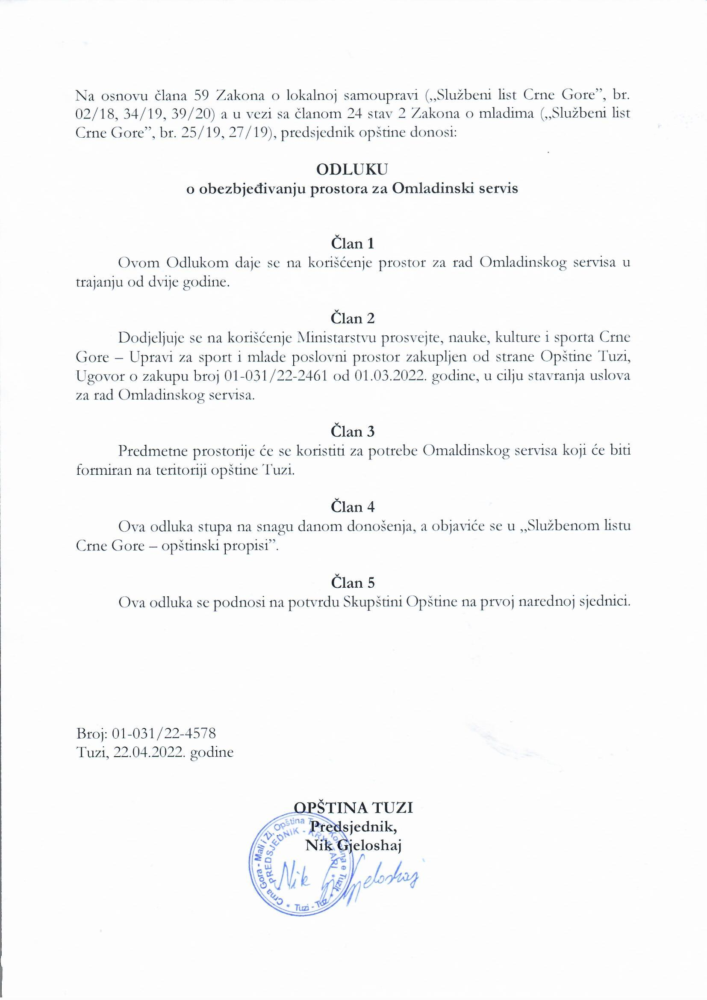 Na osnovu člana 59 Zakona o lokalnoj samoupravi („Službeni list Crne Gore”, br.
02/18, 34/19, 39/20) a u vezi sa članom 24 stav 2 Zakona o mladima („Službeni list
Crne Gore”, br. 25/19, 27/19), predsjednik opštine donosi:
ODLUKU
o obezbjeđivanju prostora za Omladinski servis
Član 1
Ovom Odlukom daje se na korišćenje prostor za rad Omladinskog servisa u
trajanju od dvije godine.
Član 2
Dodjeljuje se na korišćenje Ministarstvu prosvejte, nauke, kulture i sporta Crne
Gore – Upravi za sport i mlade poslovni prostor zakupljen od strane Opštine Tuzi,
Ugovor o zakupu broj 01-031/22-2461 od 01.03.2022. godine, u cilju stavranja uslova
za rad Omladinskog servisa.
Član 3
Predmetne prostorije će se koristiti za potrebe Omaldinskog servisa koji će biti
formiran na teritoriji opštine Tuzi.
Član 4
Ova odluka stupa na snagu danom donošenja, a objaviće se u „Službenom listu
Crne Gore – opštinski propisi”.
Član 5
Ova odluka se podnosi na potvrdu Skupštini Opštine na prvoj narednoj sjednici.
Broj: 01-031/22-4578
Tuzi, 22.04.2022. godine
OPŠTINA TUZI
Predsjednik,
Nik Gjeloshaj
Crna Gora - Mali i Zi, Opština Tuzi - Komuna e Tuzit
PREDSJEDNIK - KRYETARI
Tuzi - Tuz
Nik Gjeloshaj